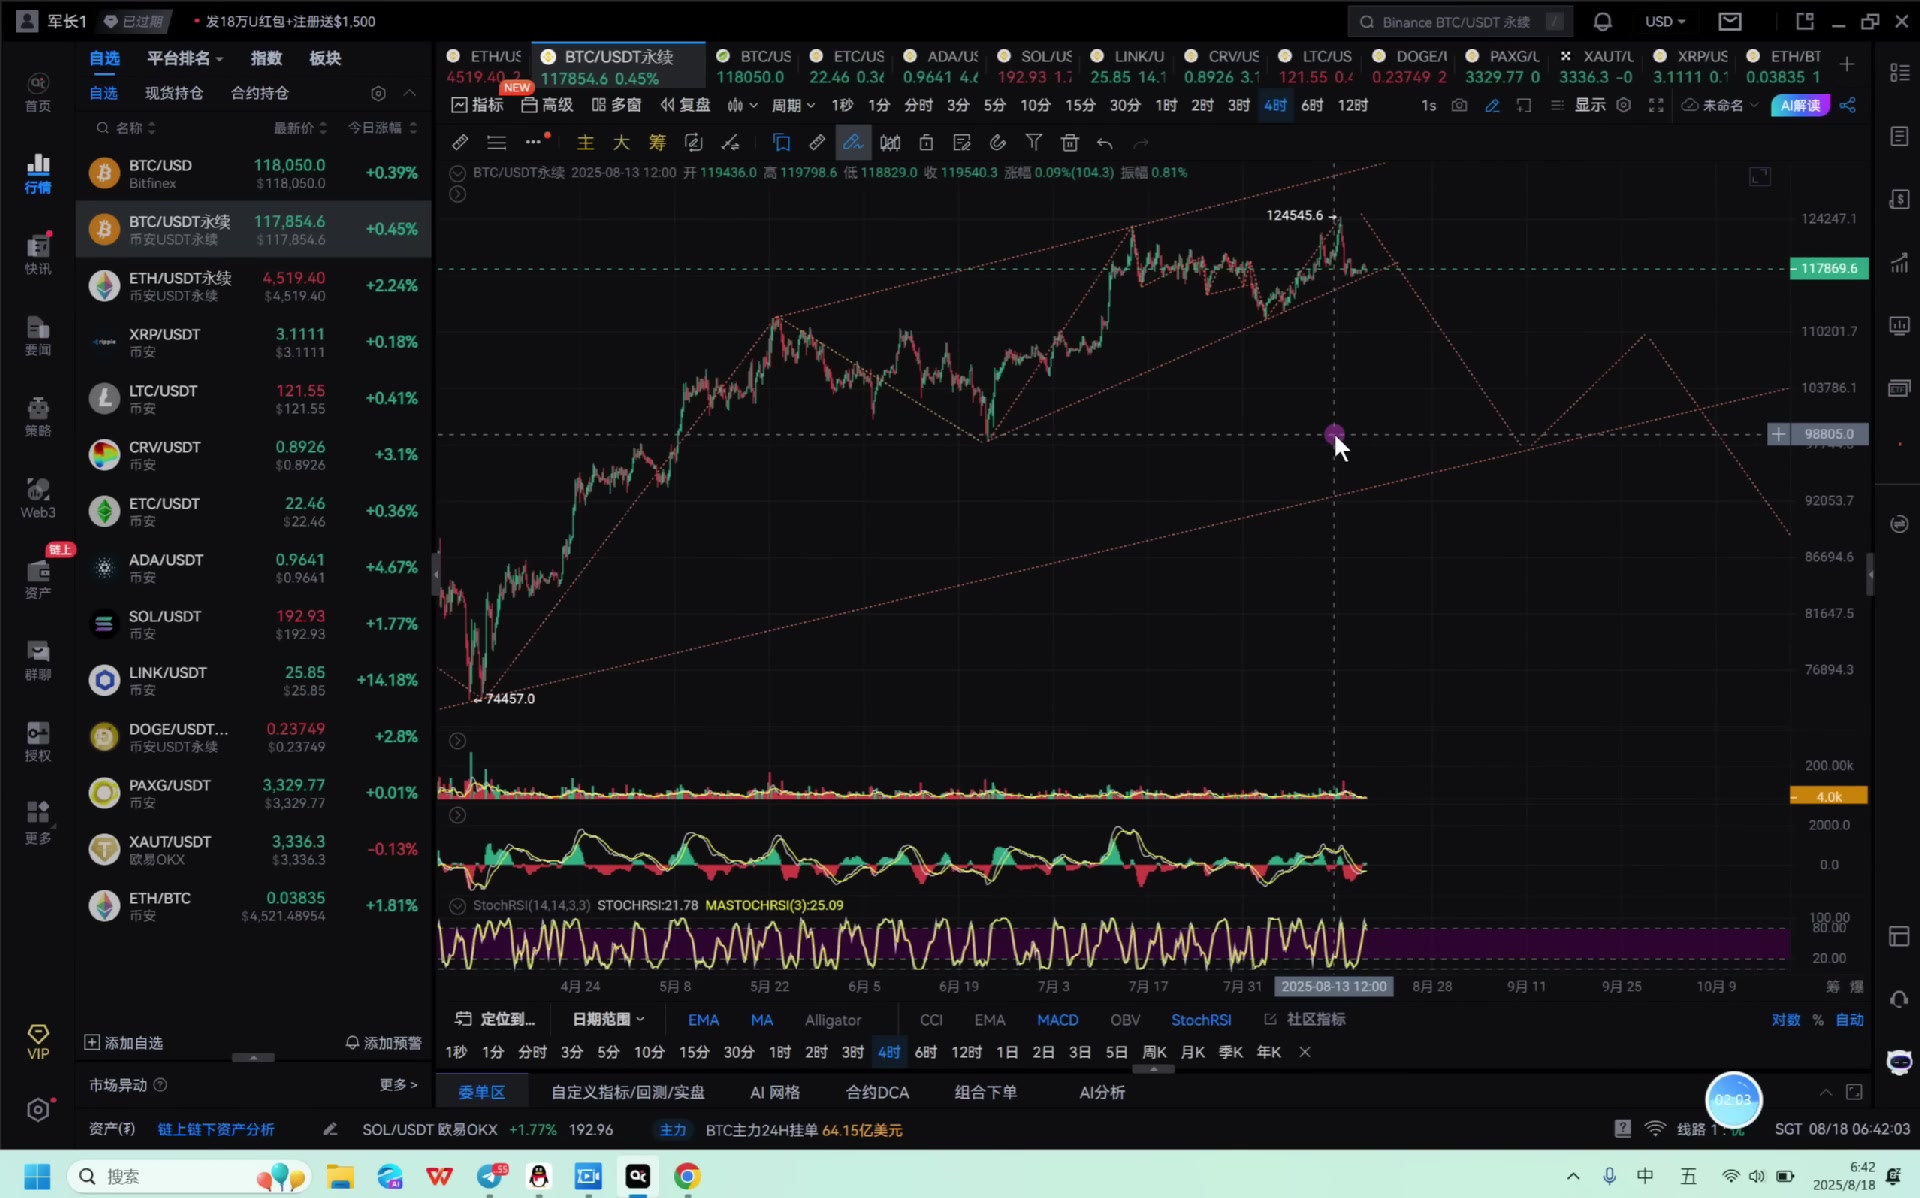 军长1 已过期 • 发18万U红包+注册送$1,500
Binance BTC/USDT 永续 /
USD
首页
行情
快讯
要闻
策略
Web3
链上
资产
群聊
授权
更多
VIP
自选 平台排名 指数 板块
自选 现货持仓 合约持仓
名称 最新价 今日涨幅
BTC/USD 118,050.0 +0.39%
Bitfinex $118,050.0
BTC/USDT永续 117,854.6 +0.45%
币安USDT永续 $117,854.6
ETH/USDT永续 4,519.40 +2.24%
币安USDT永续 $4,519.40
XRP/USDT 3.1111 +0.18%
币安 $3.1111
LTC/USDT 121.55 +0.41%
币安 $121.55
CRV/USDT 0.8926 +3.1%
币安 $0.8926
ETC/USDT 22.46 +0.36%
币安 $22.46
ADA/USDT 0.9641 +4.67%
币安 $0.9641
SOL/USDT 192.93 +1.77%
币安 $192.93
LINK/USDT 25.85 +14.18%
币安 $25.85
DOGE/USDT... 0.23749 +2.8%
币安USDT永续 $0.23749
PAXG/USDT 3,329.77 +0.01%
币安 $3,329.77
XAUT/USDT 3,336.3 -0.13%
欧易OKX $3,336.3
ETH/BTC 0.03835 +1.81%
币安 $4,521.48954
添加自选 添加预警
市场异动 更多 >
ETH/US BTC/USDT永续 BTC/US ETC/US ADA/US SOL/US LINK/U CRV/US LTC/US DOGE/I PAXG/U XAUT/U XRP/US ETH/BT
4519.40 2 117854.6 0.45% 118050.0 22.46 0.36 0.9641 4.6 192.93 1.7 25.85 14.1 0.8926 3.1 121.55 0.4 0.23749 2 3329.77 0 3336.3 -0 3.1111 0.1 0.03835 1
NEW
指标 高级 多窗 复盘 周期 1秒 1分 分时 3分 5分 10分 15分 30分 1时 2时 3时 4时 6时 12时 1s 显示 未命名 AI解读
主 大 筹
BTC/USDT永续 2025-08-13 12:00 开 119436.0 高 119798.6 低 118829.0 收 119540.3 涨幅 0.09%(104.3) 振幅 0.81%
124545.6
74457.0
124247.1
117869.6
110201.7
103786.1
98805.0
92053.7
86694.6
81647.5
76894.3
200.00k
4.0k
2000.0
0.0
StochRSI(14,14,3,3) STOCHRSI:21.78 MASTOCHRSI(3):25.09
100.00
80.00
20.00
4月 24 5月 8 5月 22 6月 5 6月 19 7月 3 7月 17 7月 31 2025-08-13 12:00 8月 28 9月 11 9月 25 10月 9 筹 爆
定位到... 日期范围 EMA MA Alligator CCI EMA MACD OBV StochRSI 社区指标 对数 % 自动
1秒 1分 分时 3分 5分 10分 15分 30分 1时 2时 3时 4时 6时 12时 1日 2日 3日 5日 周K 月K 季K 年K
委单区 自定义指标/回测/实盘 AI 网格 合约DCA 组合下单 AI分析
02:03
资产(₮) 链上链下资产分析 SOL/USDT 欧易OKX +1.77% 192.96 主力 BTC主力24H挂单 64.15亿美元 线路 1 SGT 08/18 06:42:03
搜索
55
中 五 6:42
2025/8/18